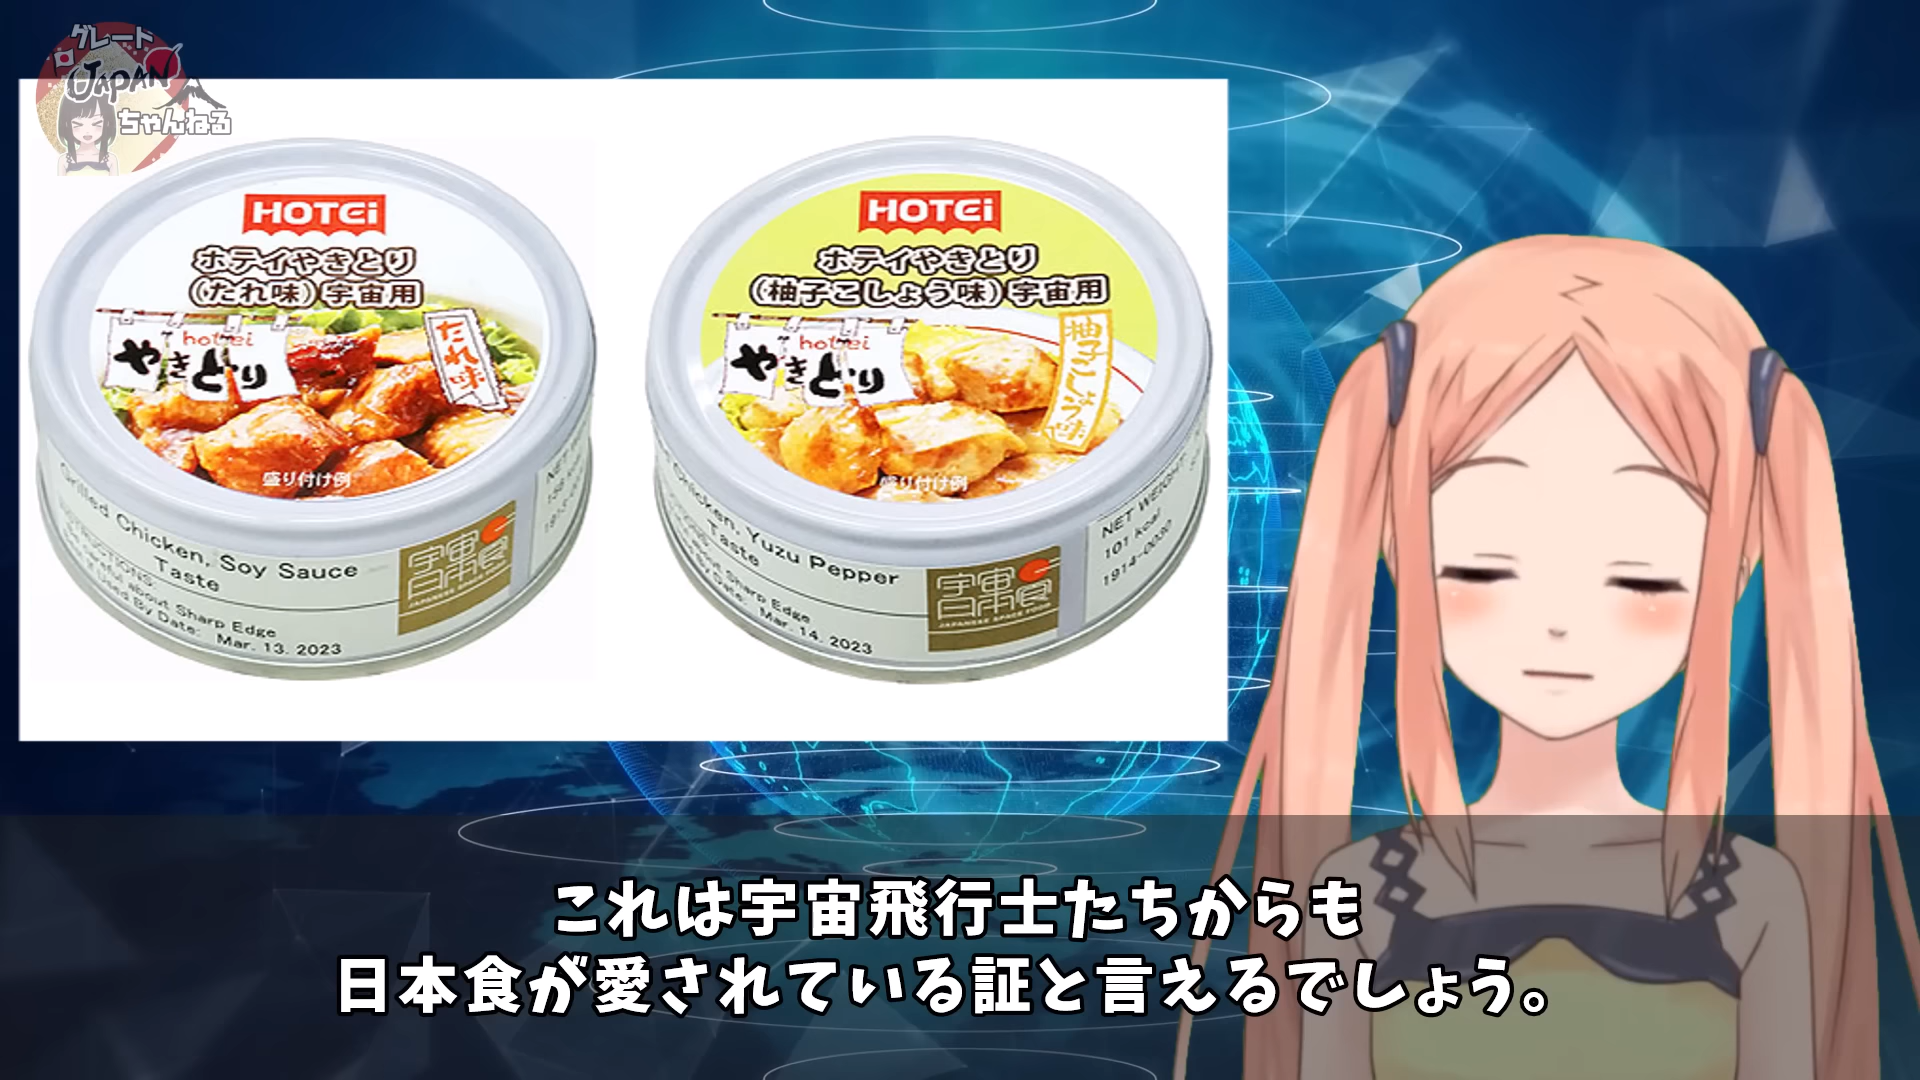 グレート
JAPAN
ちゃんねる
HOTEi
ホテイやきとり
(たれ味)宇宙用
hotei
やきとり
たれ味
盛り付け例
Grilled Chicken, Soy Sauce
Taste
Sharp Edge
By Date: Mar. 13. 2023
宇宙
日本食
JAPANESE SPACE FOOD
HOTEi
ホテイやきとり
(柚子こしょう味)宇宙用
hotei
やきとり
柚子こしょう味
盛り付け例
Chicken, Yuzu Pepper
Taste
Sharp Edge
Date: Mar. 14. 2023
宇宙
日本食
JAPANESE SPACE FOOD
NET WEIGHT
101 kcal
1914-0030
これは宇宙飛行士たちからも
日本食が愛されている証と言えるでしょう。